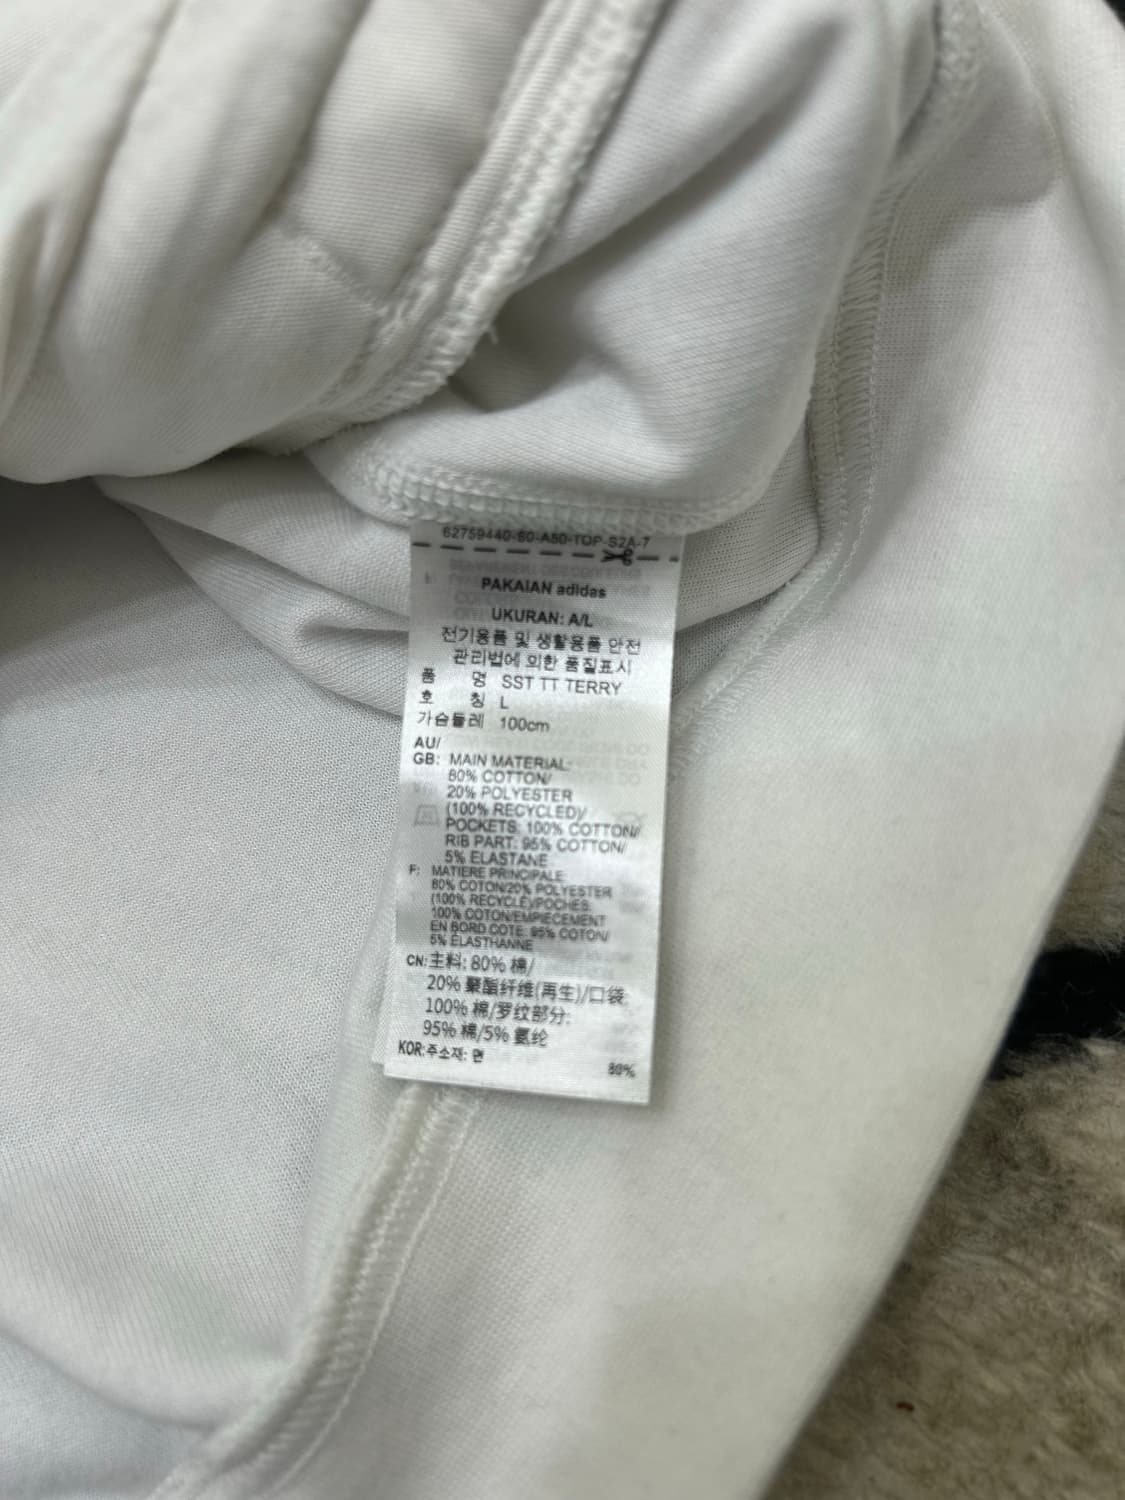 62759440-60-A50-TOP-S2A-7
PAKAIAN adidas
UKURAN: A/L
전기용품 및 생활용품 안전
관리법에 의한 품질표시
품 명 SST TT TERRY
호 칭 L
가슴둘레 100cm
AU/
GB: MAIN MATERIAL:
80% COTTON/
20% POLYESTER
(100% RECYCLED)/
POCKETS: 100% COTTON/
RIB PART: 95% COTTON/
5% ELASTANE
F: MATIERE PRINCIPALE:
80% COTON/20% POLYESTER
(100% RECYCLE)/POCHES:
100% COTON/EMPIECEMENT
EN BORD COTE: 95% COTON/
5% ELASTHANNE
CN:主料: 80% 棉/
20% 聚酯纤维(再生)/口袋:
100% 棉/罗纹部分:
95% 棉/5% 氨纶
KOR:주소재: 면 80%